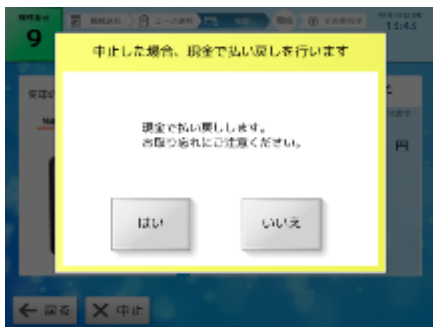 9
中止した場合、現金で払い戻しを行います
現金で払い戻しします。
お取り忘れにご注意ください。
はい
いいえ
円
← 戻る
× 中止